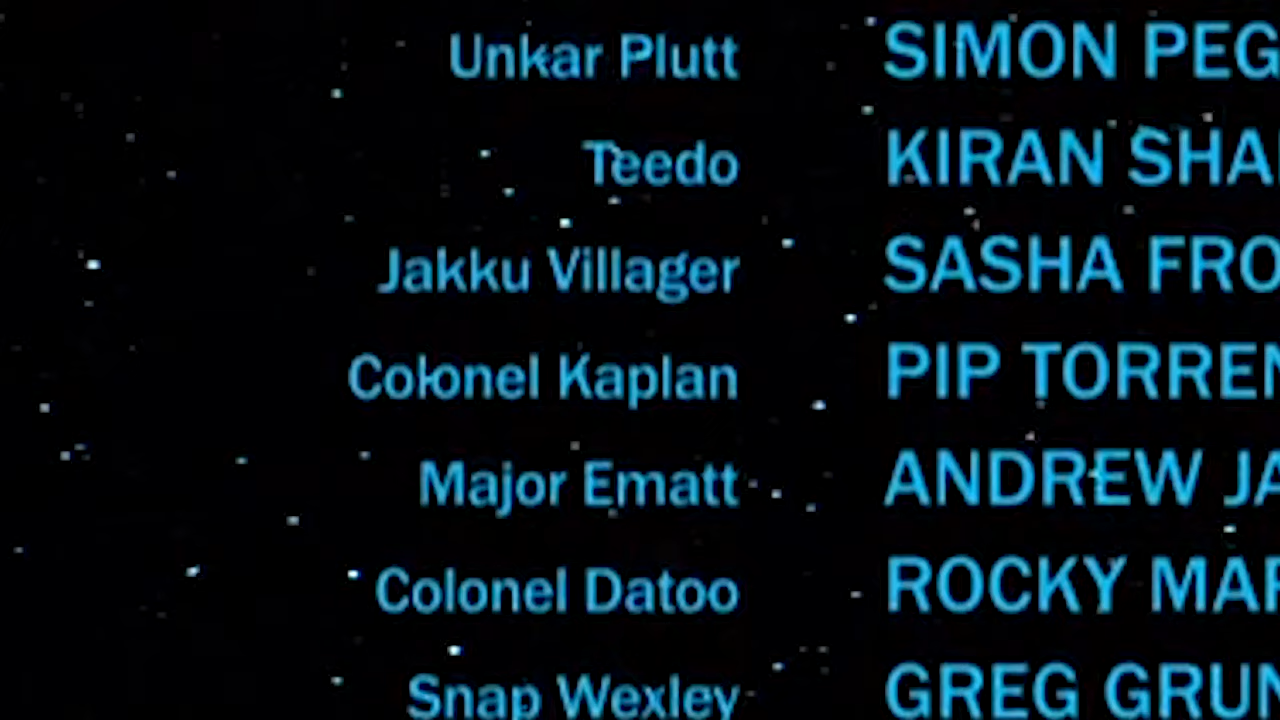 Unkar Plutt SIMON PEG
Teedo KIRAN SHA
Jakku Villager SASHA FRO
Colonel Kaplan PIP TORREN
Major Ematt ANDREW JA
Colonel Datoo ROCKY MAR
Snap Wexley GREG GRUN